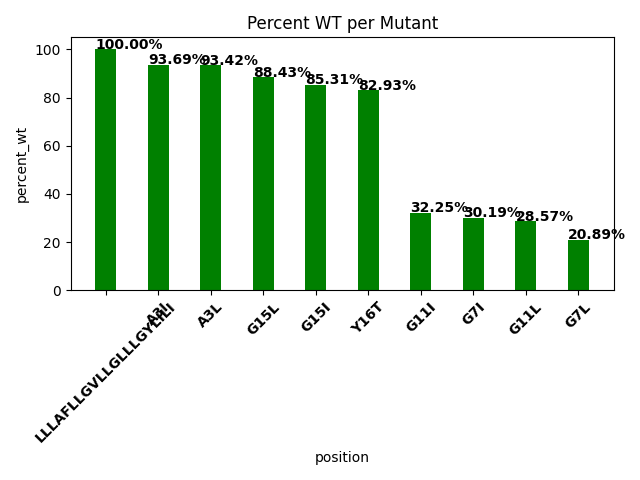 Percent WT per Mutant
100.00%
93.69%
93.42%
88.43%
85.31%
82.93%
32.25%
30.19%
28.57%
20.89%
100
80
60
40
20
0
percent_wt
LLLAFLLGVLLGLLLGYLILI
A3I
A3L
G15L
G15I
Y16T
G11I
G7I
G11L
G7L
position